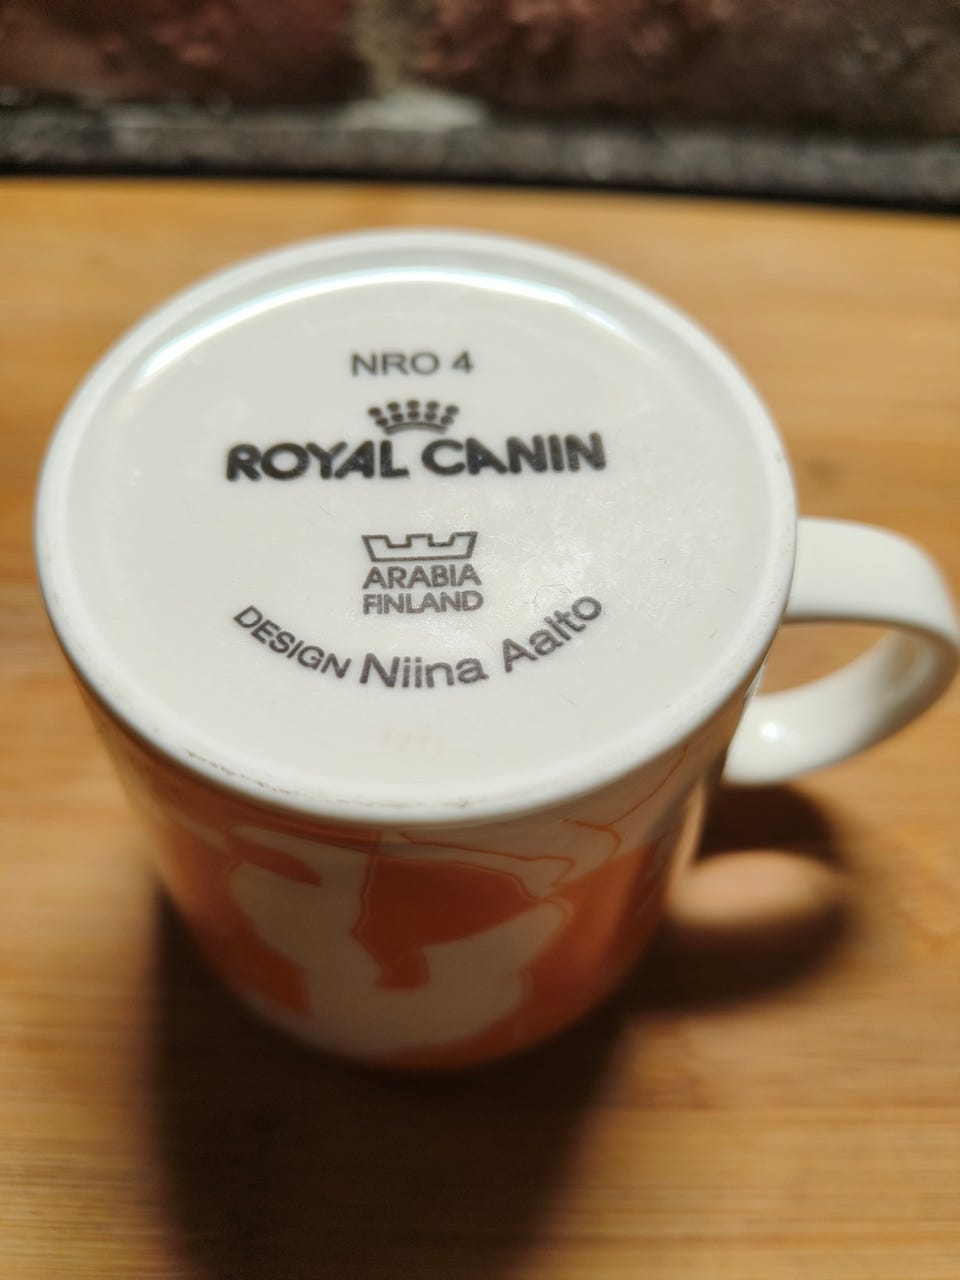 NRO 4
ROYAL CANIN
ARABIA
FINLAND
DESIGN Niina Aalto